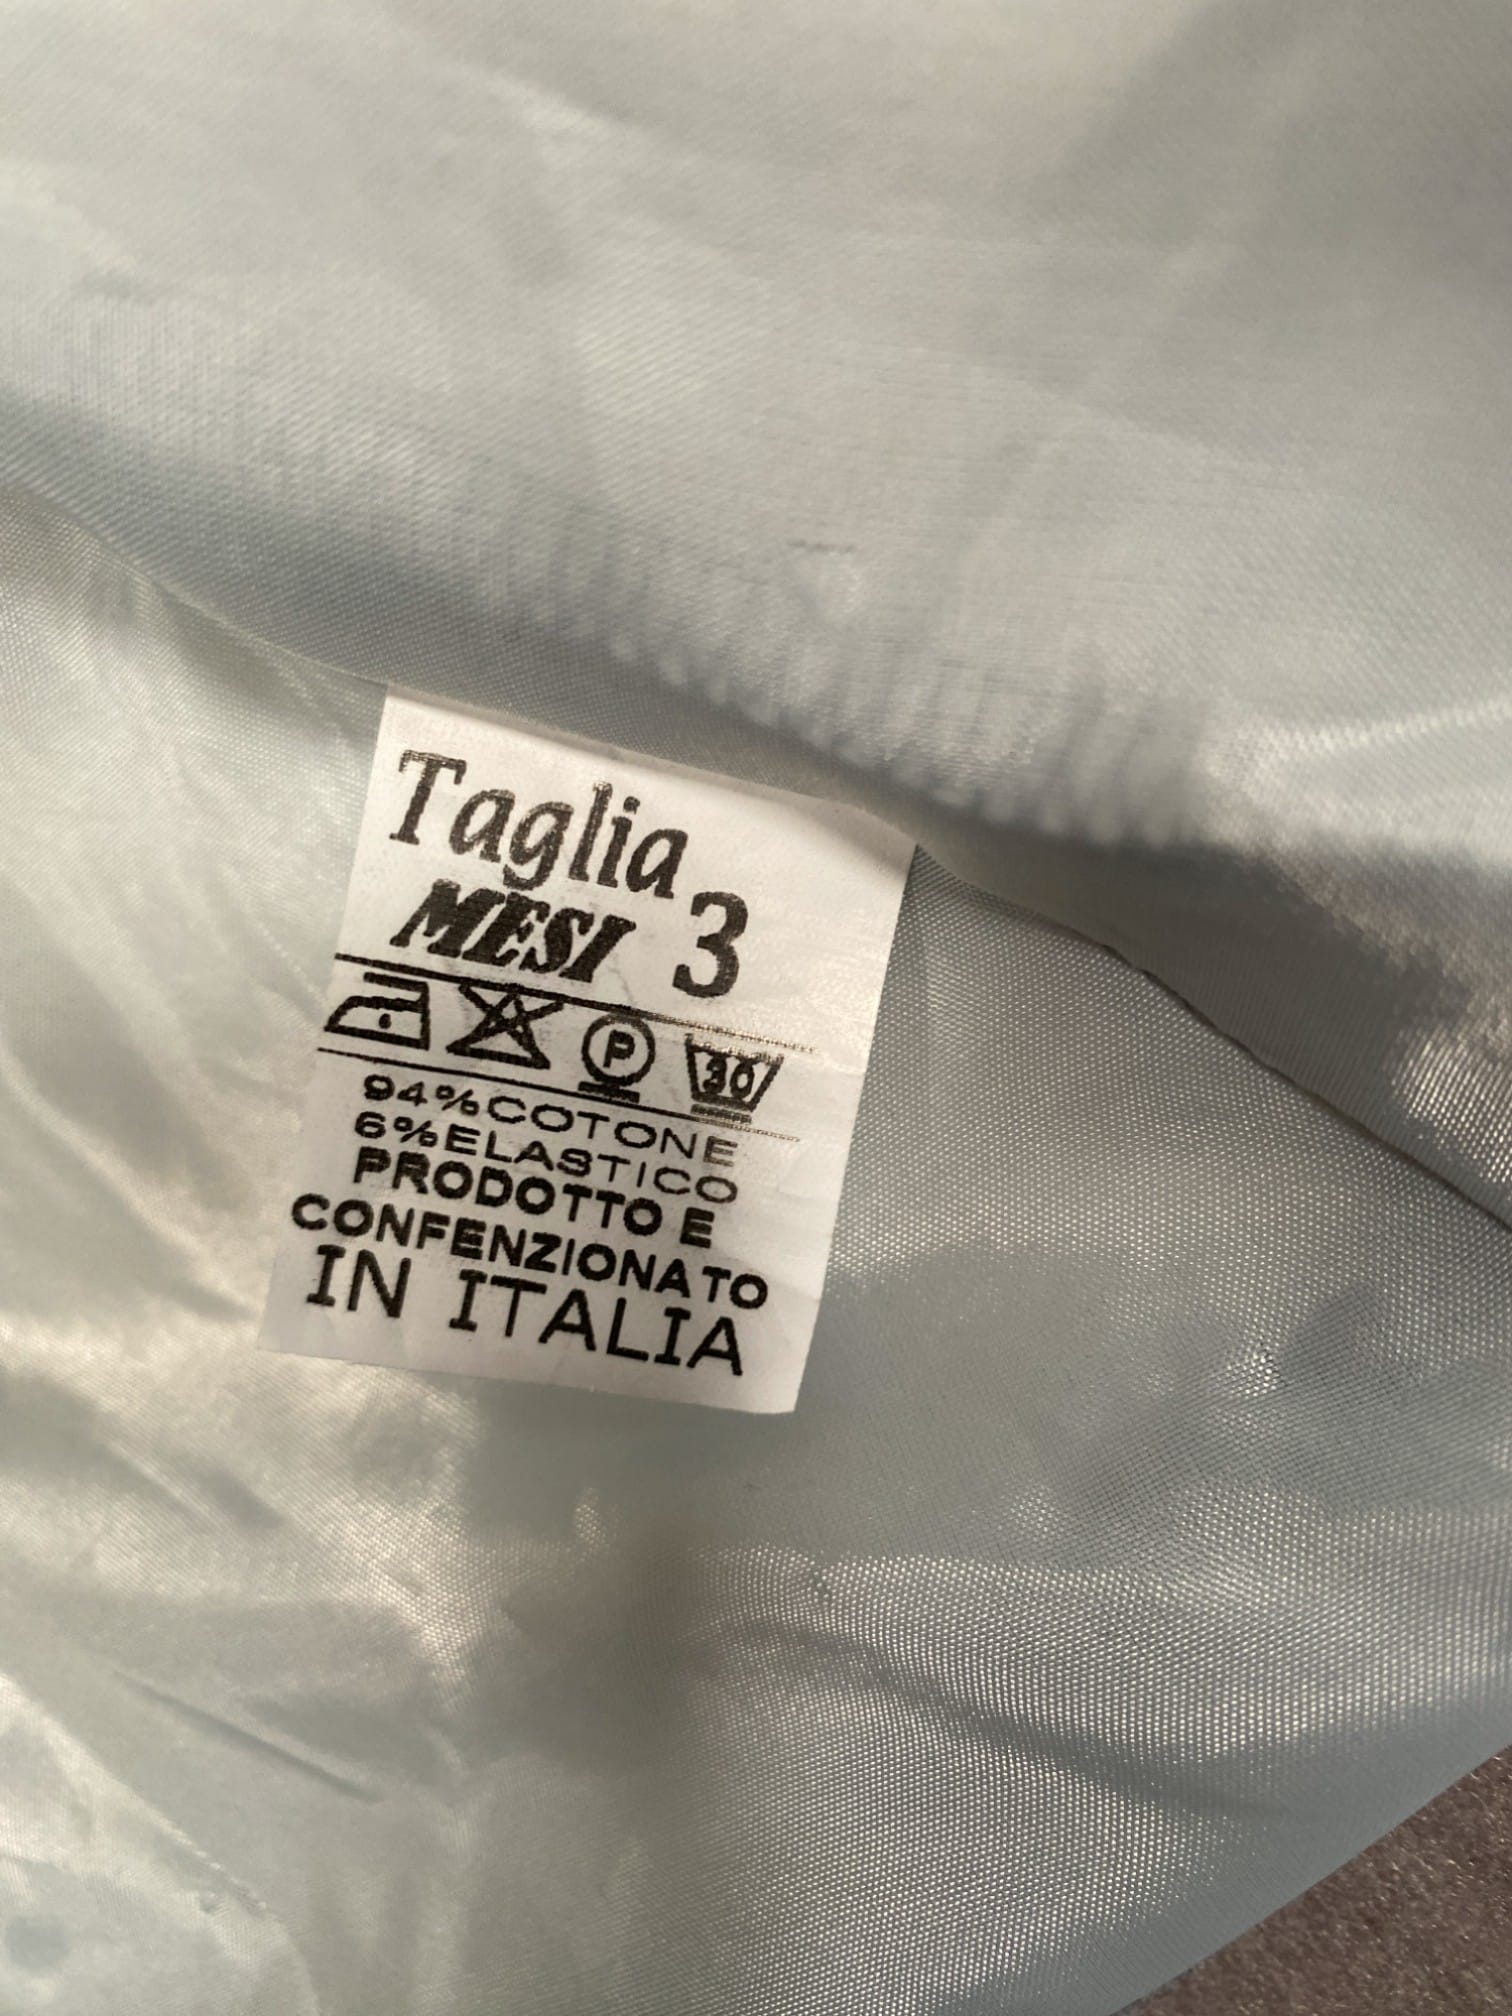 Taglia
MESI 3
P 30
94% COTONE
6% ELASTICO
PRODOTTO E
CONFENZIONATO
IN ITALIA